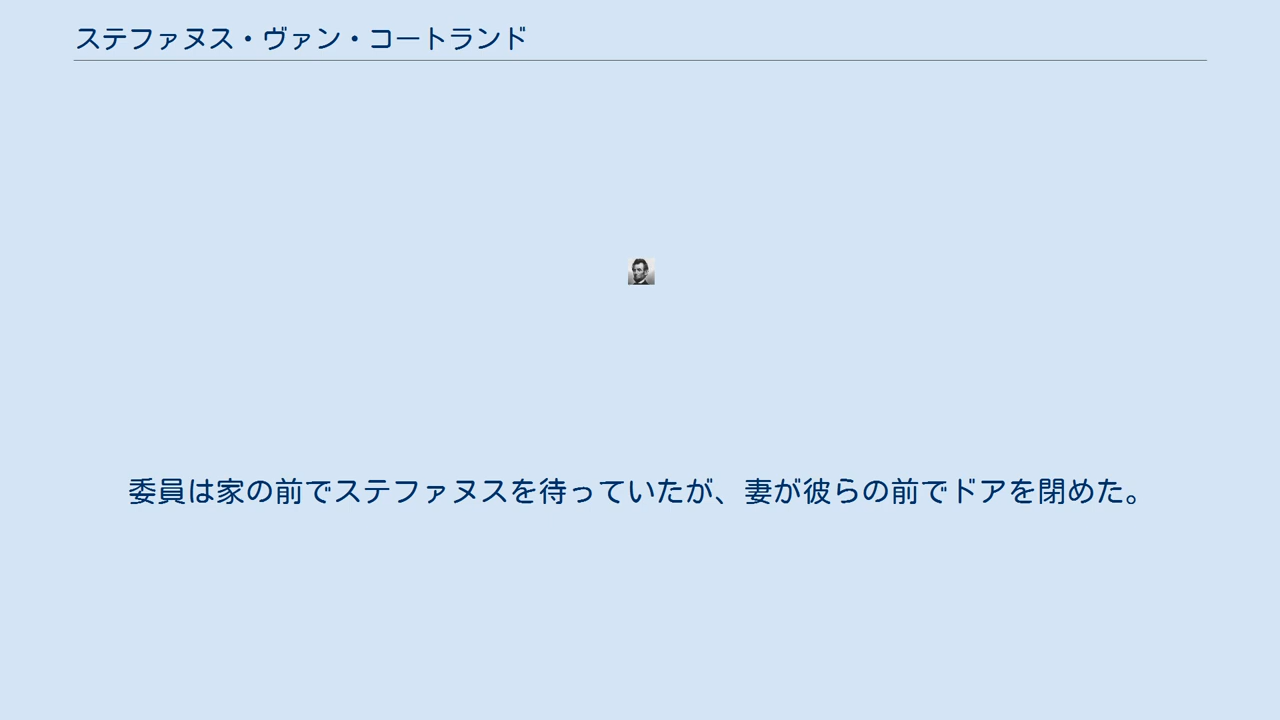 ステファヌス・ヴァン・コートランド
委員は家の前でステファヌスを待っていたが、妻が彼らの前でドアを閉めた。